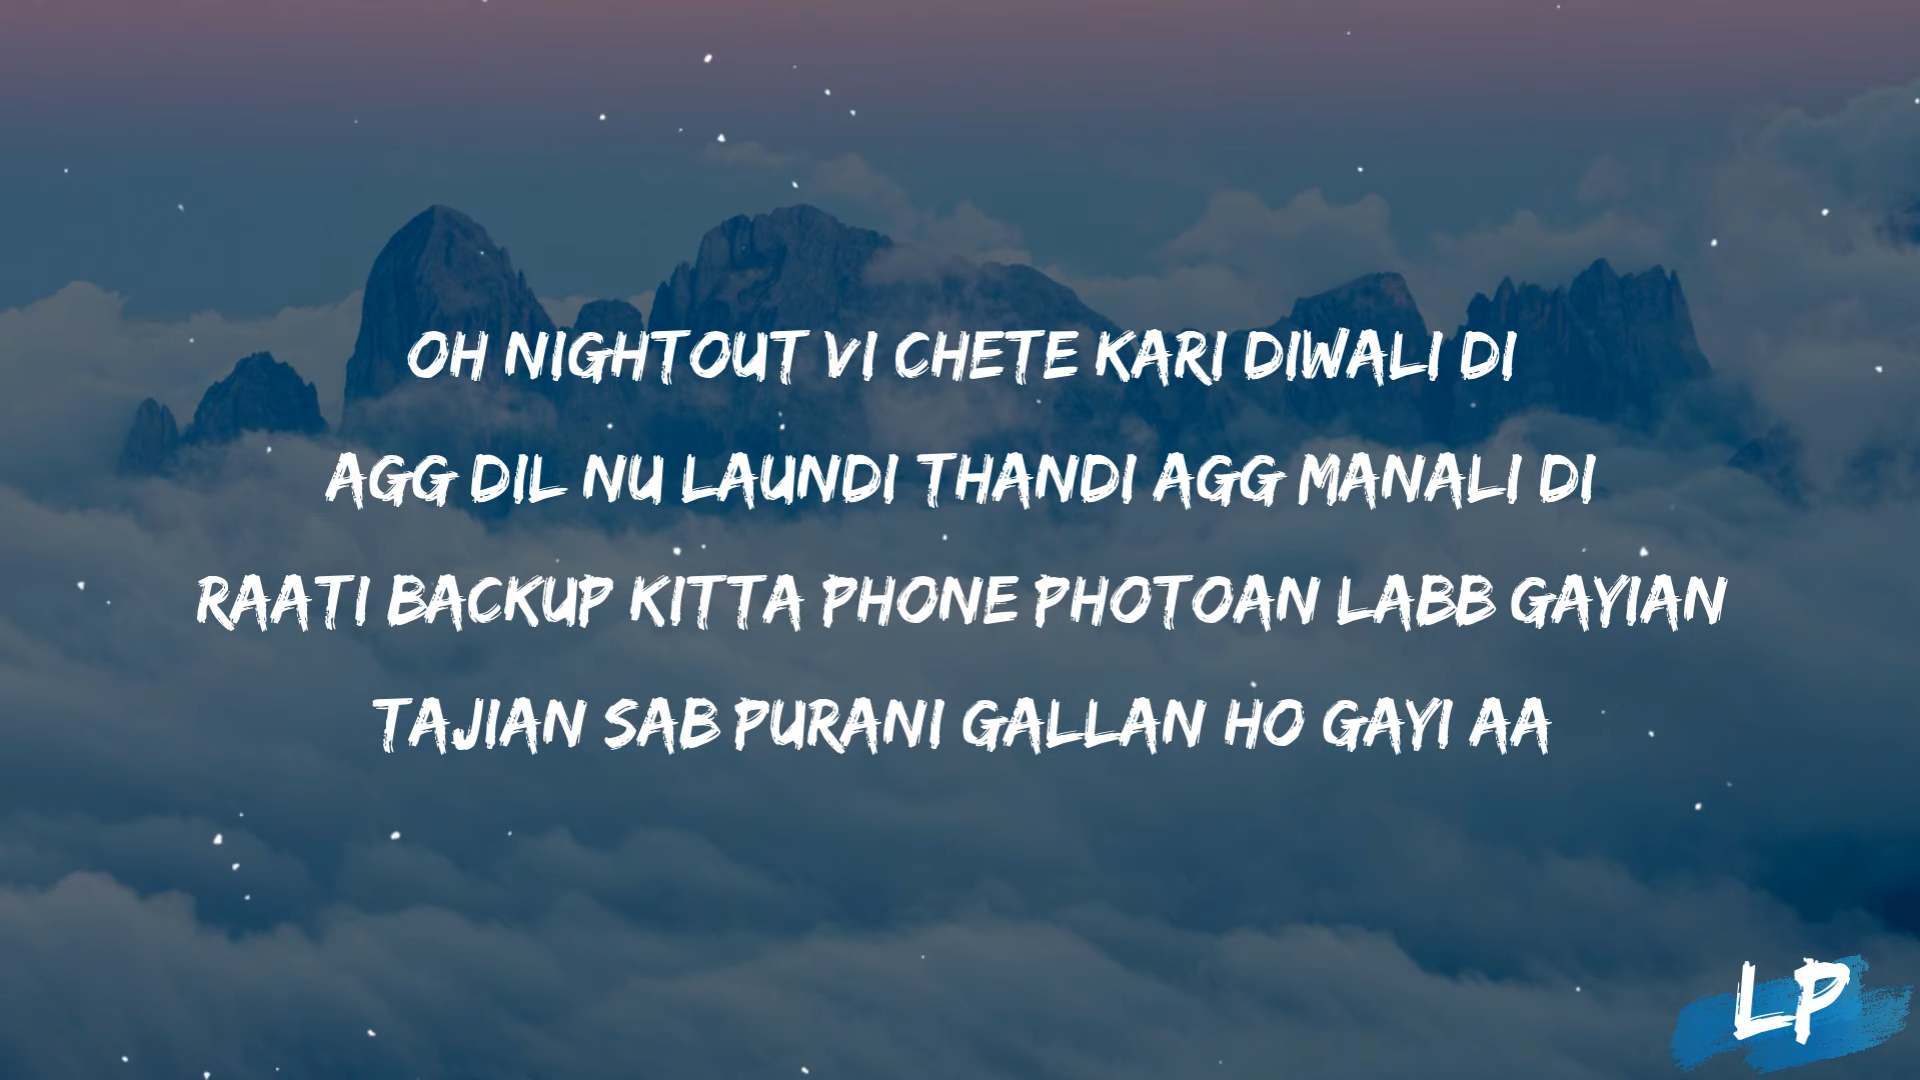 OH NIGHTOUT VI CHETE KARI DIWALI DI
AGG DIL NU LAUNDI THANDI AGG MANALI DI
RAATI BACKUP KITTA PHONE PHOTOAN LABB GAYIAN
TAJIAN SAB PURANI GALLAN HO GAYI AA
LP